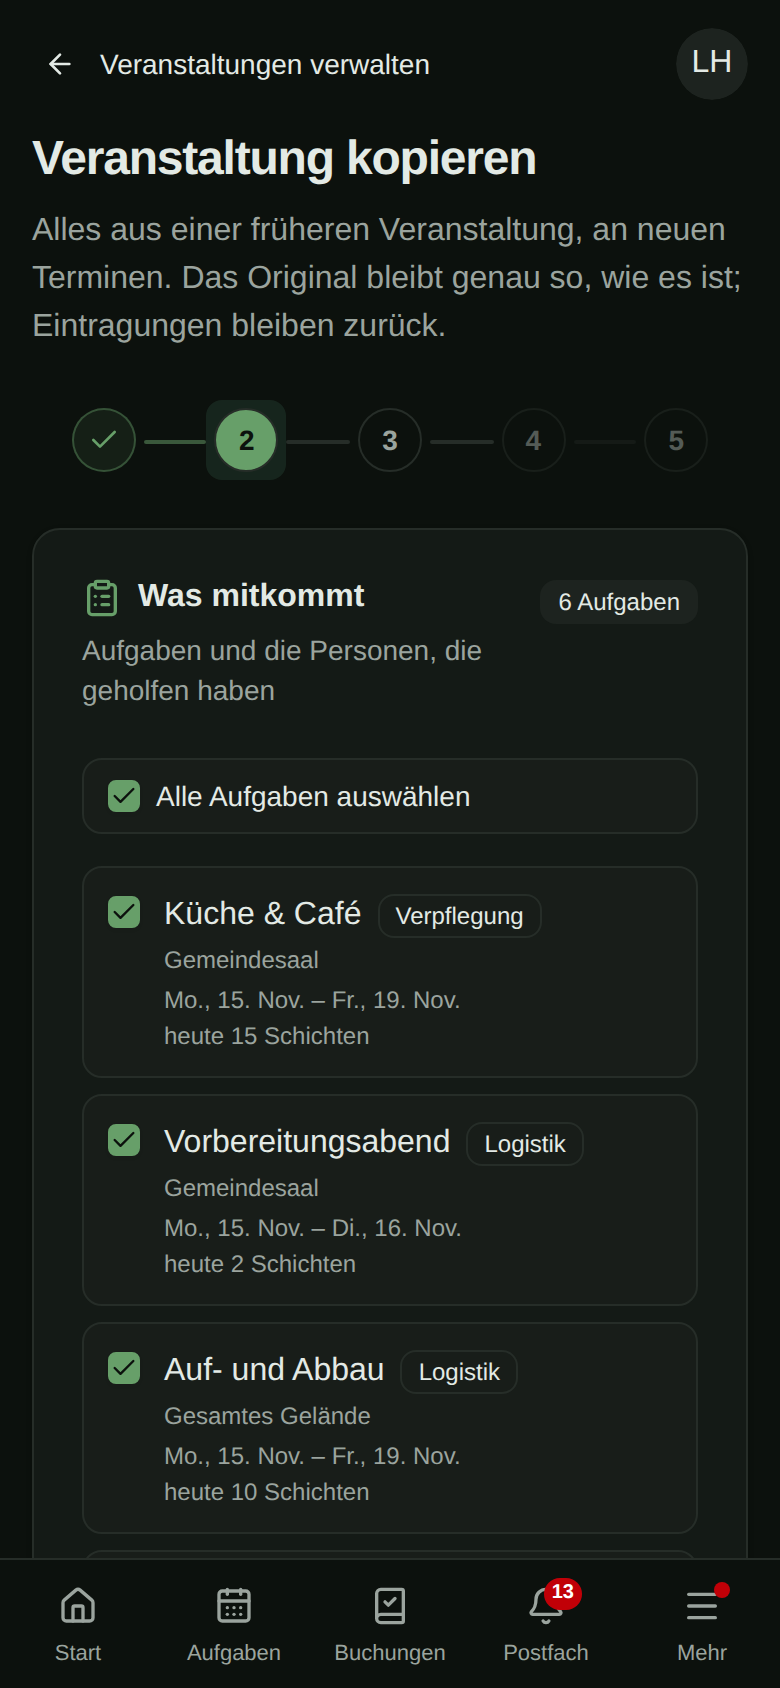 Veranstaltungen verwalten
LH
Veranstaltung kopieren
Alles aus einer früheren Veranstaltung, an neuen
Terminen. Das Original bleibt genau so, wie es ist;
Eintragungen bleiben zurück.
2
3
4
5
Was mitkommt
6 Aufgaben
Aufgaben und die Personen, die
geholfen haben
Alle Aufgaben auswählen
Küche & Café
Verpflegung
Gemeindesaal
Mo., 15. Nov. – Fr., 19. Nov.
heute 15 Schichten
Vorbereitungsabend
Logistik
Gemeindesaal
Mo., 15. Nov. – Di., 16. Nov.
heute 2 Schichten
Auf- und Abbau
Logistik
Gesamtes Gelände
Mo., 15. Nov. – Fr., 19. Nov.
heute 10 Schichten
13
Start
Aufgaben
Buchungen
Postfach
Mehr